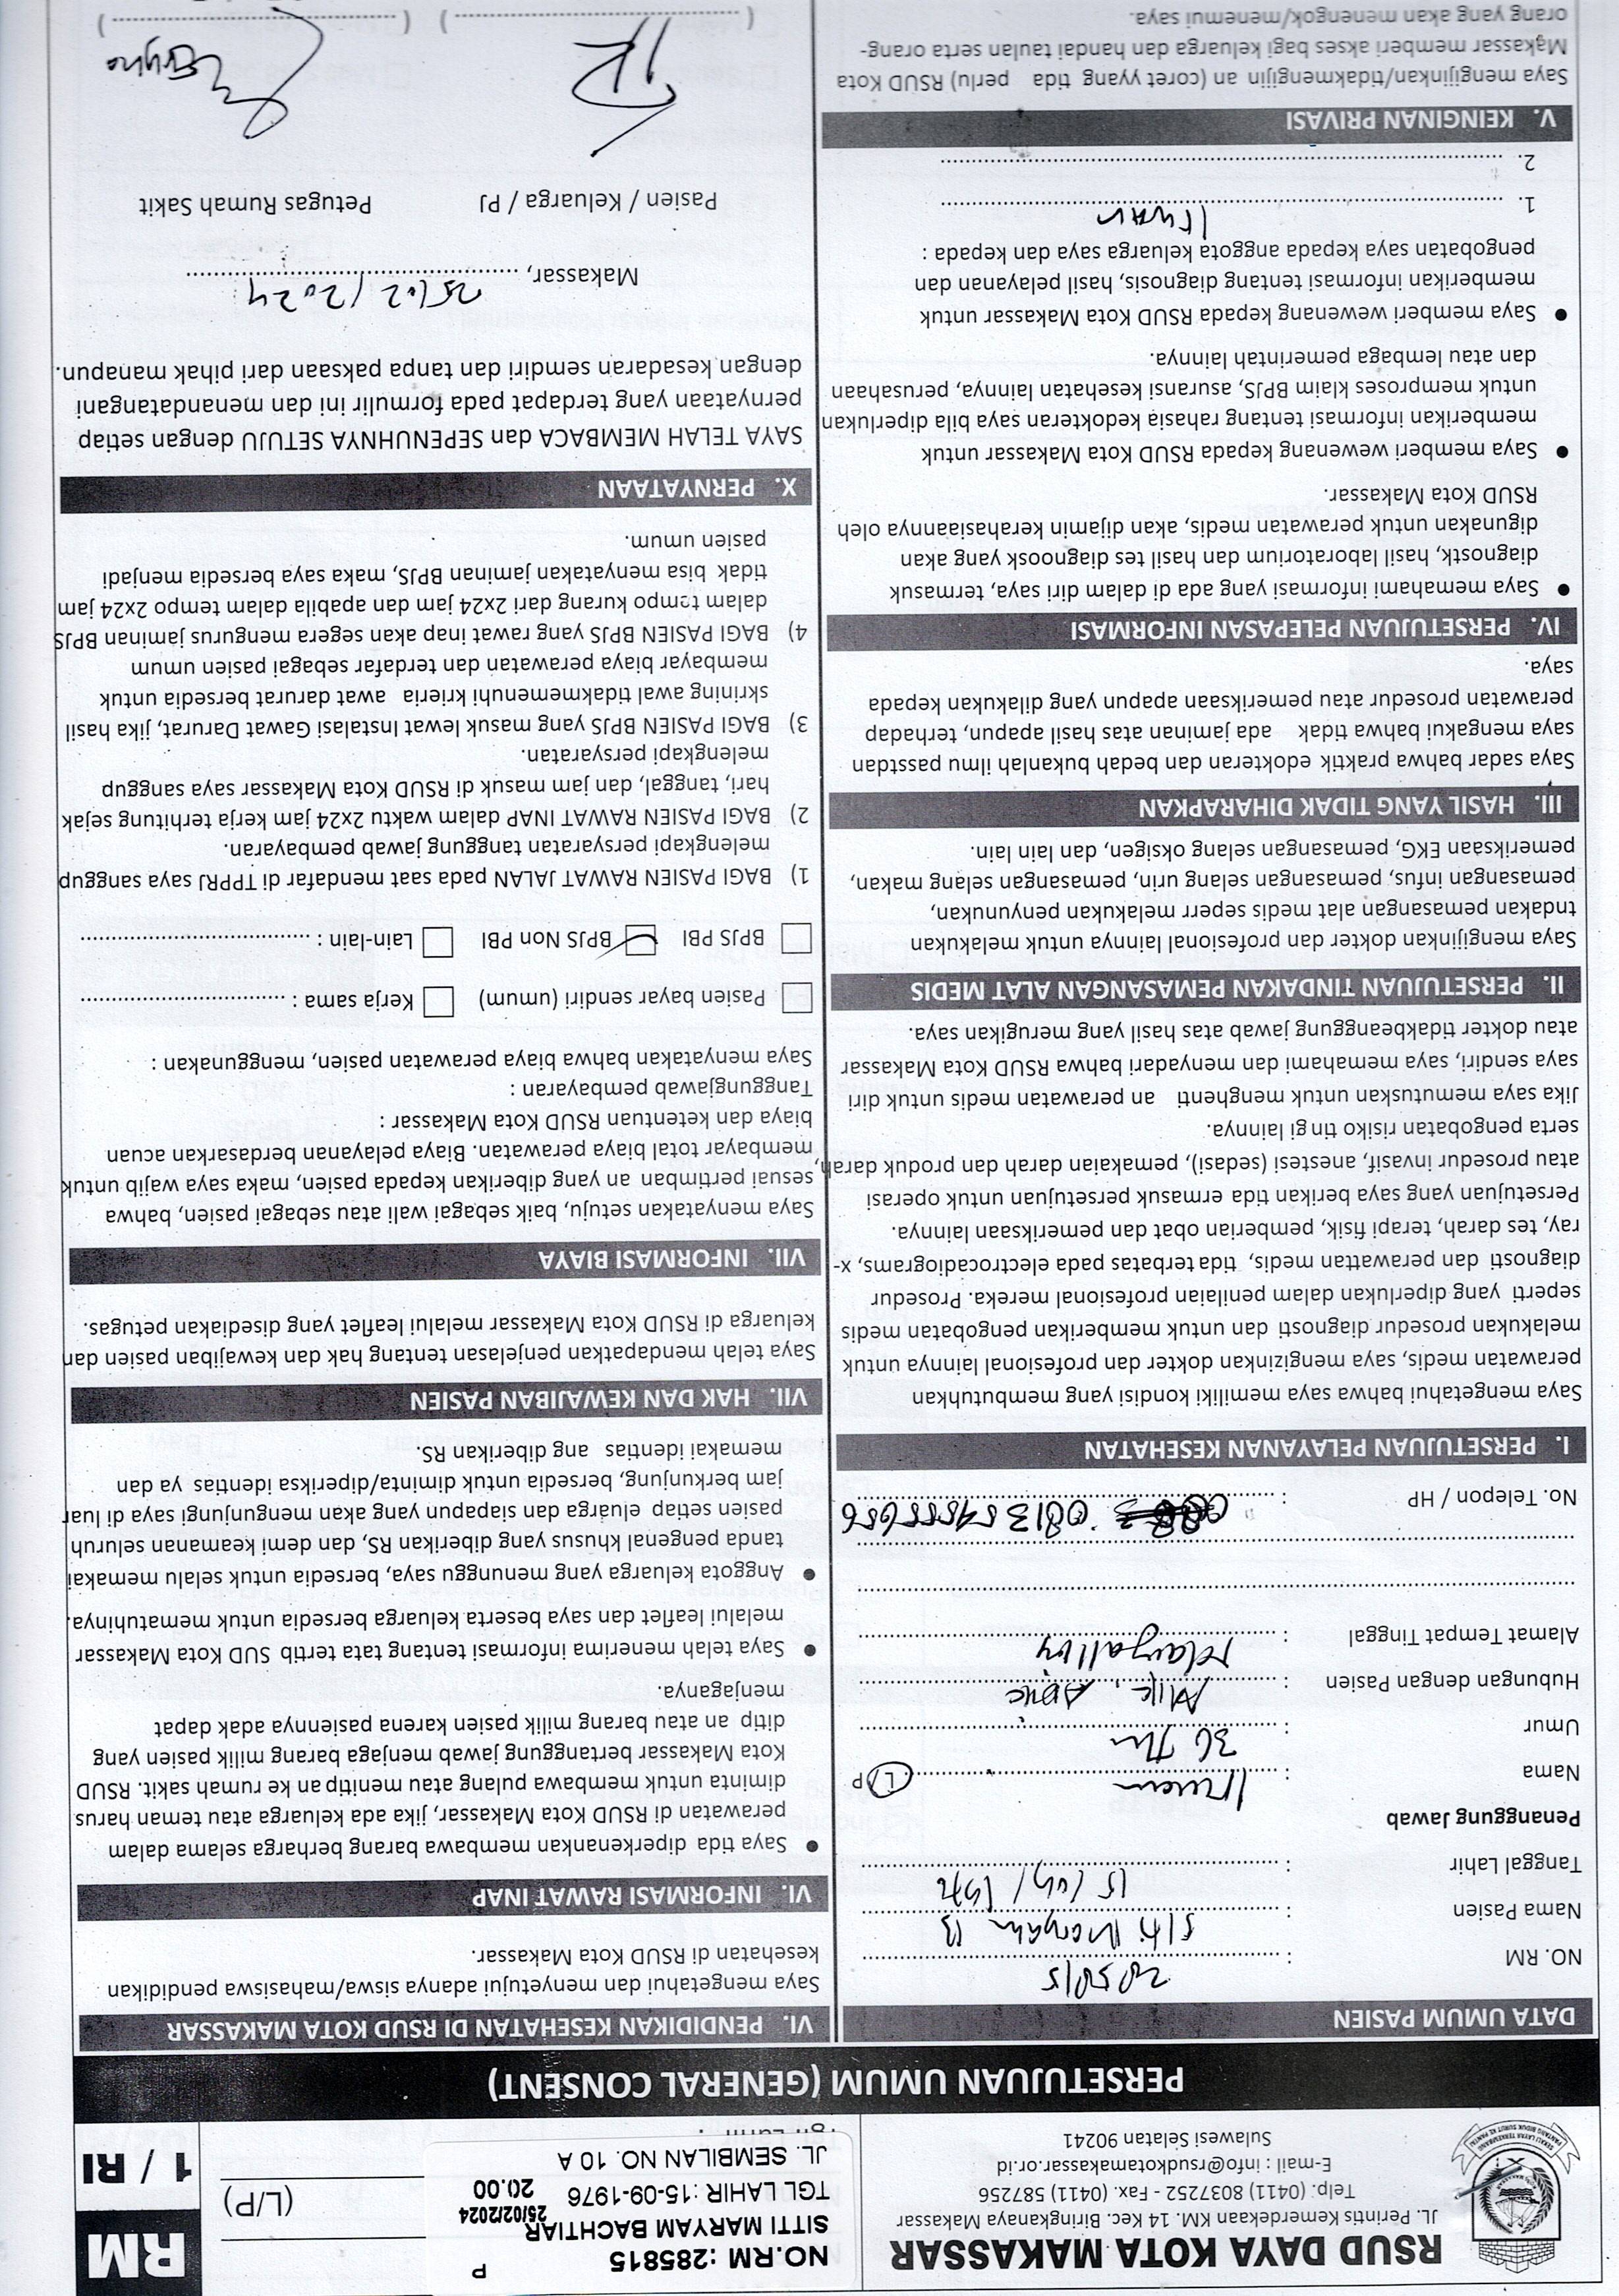 RSUD DAYA KOTA MAKASSAR
JL. Perintis Kemerdekaan KM. 14 Kec. Biringkanaya Makassar
Telp. (0411) 8037252 - Fax. (0411) 587256
E-mail : info@rsudkotamakassar.or.id
Sulawesi Selatan 90241
NO.RM :285815 P
SITTI MARYAM BACHTIAR
25/02/2024
TGL LAHIR :15-09-1976 20.00
JL. SEMBILAN NO. 10 A
(L/P)
RM
1 / RI
PERSETUJUAN UMUM (GENERAL CONSENT)
DATA UMUM PASIEN
NO. RM : 285815
Nama Pasien : Siti Maryam B
Tanggal Lahir : 15/09/1976
Penanggung Jawab
Nama : Irwan L/P
Umur : 36 Thn
Hubungan dengan Pasien : Adik
Alamat Tempat Tinggal :
No. Telepon / HP :
I. PERSETUJUAN PELAYANAN KESEHATAN
Saya mengetahui bahwa saya memiliki kondisi yang membutuhkan
perawatan medis, saya mengizinkan dokter dan profesional lainnya untuk
melakukan prosedur diagnosti dan untuk memberikan pengobatan medis
seperti yang diperlukan dalam penilaian profesional mereka. Prosedur
diagnosti dan perawattan medis, tida terbatas pada electrocadiograms, x-
ray, tes darah, terapi fisik, pemberian obat dan pemeriksaan lainnya.
Persetujuan yang saya berikan tida ermasuk persetujuan untuk operasi
atau prosedur invasif, anestesi (sedasi), pemakaian darah dan produk darah,
serta pengobatan risiko tin gi lainnya.
Jika saya memutuskan untuk menghenti an perawatan medis untuk diri
saya sendiri, saya memahami dan menyadari bahwa RSUD Kota Makassar
atau dokter tidakbeanggung jawab atas hasil yang merugikan saya.
II. PERSETUJUAN TINDAKAN PEMASANGAN ALAT MEDIS
Saya mengijinkan dokter dan profesional lainnya untuk melakukan
tndakan pemasangan alat medis seperr melakukan penyunukan,
pemasangan infus, pemasangan selang urin, pemasangan selang makan,
pemeriksaan EKG, pemasangan selang oksigen, dan lain lain.
III. HASIL YANG TIDAK DIHARAPKAN
Saya sadar bahwa praktik edokteran dan bedah bukanlah ilmu passtdan
saya mengakui bahwa tidak ada jaminan atas hasil apapun, terhadap
perawatan prosedur atau pemeriksaan apapun yang dilakukan kepada
saya.
IV. PERSETUJUAN PELEPASAN INFORMASI
● Saya memahami informasi yang ada di dalam diri saya, termasuk
diagnostk, hasil laboratorium dan hasil tes diagnoosk yang akan
digunakan untuk perawatan medis, akan dijamin kerahasiaannya oleh
RSUD Kota Makassar.
● Saya memberi wewenang kepada RSUD Kota Makassar untuk
memberikan informasi tentang rahasia kedokteran saya bila diperlukan
untuk memproses klaim BPJS, asuransi kesehatan lainnya, perusahaan
dan atau lembaga pemerintah lainnya.
● Saya memberi wewenang kepada RSUD Kota Makassar untuk
memberikan informasi tentang diagnosis, hasil pelayanan dan
pengobatan saya kepada anggota keluarga saya dan kepada :
1. Irwan
2.
V. KEINGINAN PRIVASI
Saya mengijinkan/tidakmengijin an (coret yyang tida perlu) RSUD Kota
Makassar memberi akses bagi keluarga dan handai taulan serta orang-
orang yang akan menengok/menemui saya.
VI. PENDIDIKAN KESEHATAN DI RSUD KOTA MAKASSAR
Saya mengetahui dan menyetujui adanya siswa/mahasiswa pendidikan
kesehatan di RSUD Kota Makassar.
VI. INFORMASI RAWAT INAP
● Saya tida diperkenankan membawa barang berharga selama dalam
perawatan di RSUD Kota Makassar, jika ada keluarga atau teman harus
diminta untuk membawa pulang atau menitip an ke rumah sakit. RSUD
Kota Makassar bertanggung jawab menjaga barang milik pasien yang
ditip an atau barang milik pasien karena pasiennya adak dapat
menjaganya.
● Saya telah menerima informasi tentang tata tertib SUD Kota Makassar
melalui leaflet dan saya beserta keluarga bersedia untuk mematuhinya.
● Anggota keluarga yang menunggu saya, bersedia untuk selalu memakai
tanda pengenal khusus yang diberikan RS, dan demi keamanan seluruh
pasien setiap eluarga dan siapapun yang akan mengunjungi saya di luar
jam berkunjung, bersedia untuk diminta/diperiksa identias ya dan
memakai identias ang diberikan RS.
VII. HAK DAN KEWAJIBAN PASIEN
Saya telah mendapatkan penjelasan tentang hak dan kewajiban pasien dan
keluarga di RSUD Kota Makassar melalui leaflet yang disediakan petugas.
VII. INFORMASI BIAYA
Saya menyatakan setuju, baik sebagai wali atau sebagai pasien, bahwa
sesuai pertimban an yang diberikan kepada pasien, maka saya wajib untuk
membayar total biaya perawatan. Biaya pelayanan berdasarkan acuan
biaya dan ketentuan RSUD Kota Makassar :
Tanggungjawab pembayaran :
Saya menyatakan bahwa biaya perawatan pasien, menggunakan :
Pasien bayar sendiri (umum) Kerja sama :
BPJS PBI BPJS Non PBI Lain-lain :
1) BAGI PASIEN RAWAT JALAN pada saat mendafar di TPPRJ saya sanggup
melengkapi persyaratan tanggung jawab pembayaran.
2) BAGI PASIEN RAWAT INAP dalam waktu 2x24 jam kerja terhitung sejak
hari, tanggal, dan jam masuk di RSUD Kota Makassar saya sanggup
melengkapi persyaratan.
3) BAGI PASIEN BPJS yang masuk lewat Instalasi Gawat Darurat, jika hasil
skrining awal tidakmemenuhi krieria awat darurat bersedia untuk
membayar biaya perawatan dan terdafar sebagai pasien umum
4) BAGI PASIEN BPJS yang rawat inap akan segera mengurus jaminan BPJS
dalam tempo kurang dari 2x24 jam dan apabila dalam tempo 2x24 jam
tidak bisa menyatakan jaminan BPJS, maka saya bersedia menjadi
pasien umum.
X. PERNYATAAN
SAYA TELAH MEMBACA dan SEPENUHNYA SETUJU dengan setiap
pernyataan yang terdapat pada formulir ini dan menandatangani
dengan kesadaran semdiri dan tanpa paksaan dari pihak manapun.
Makassar, 25/02/2024
Pasien / Keluarga / PJ Petugas Rumah Sakit